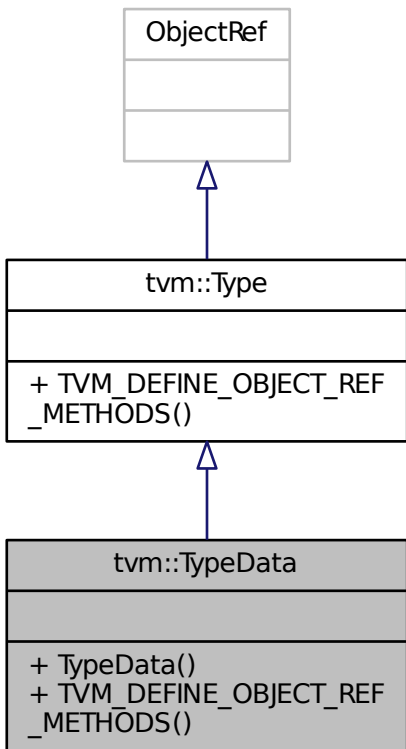 ObjectRef
tvm::Type
+ TVM_DEFINE_OBJECT_REF
_METHODS()
tvm::TypeData
+ TypeData()
+ TVM_DEFINE_OBJECT_REF
_METHODS()